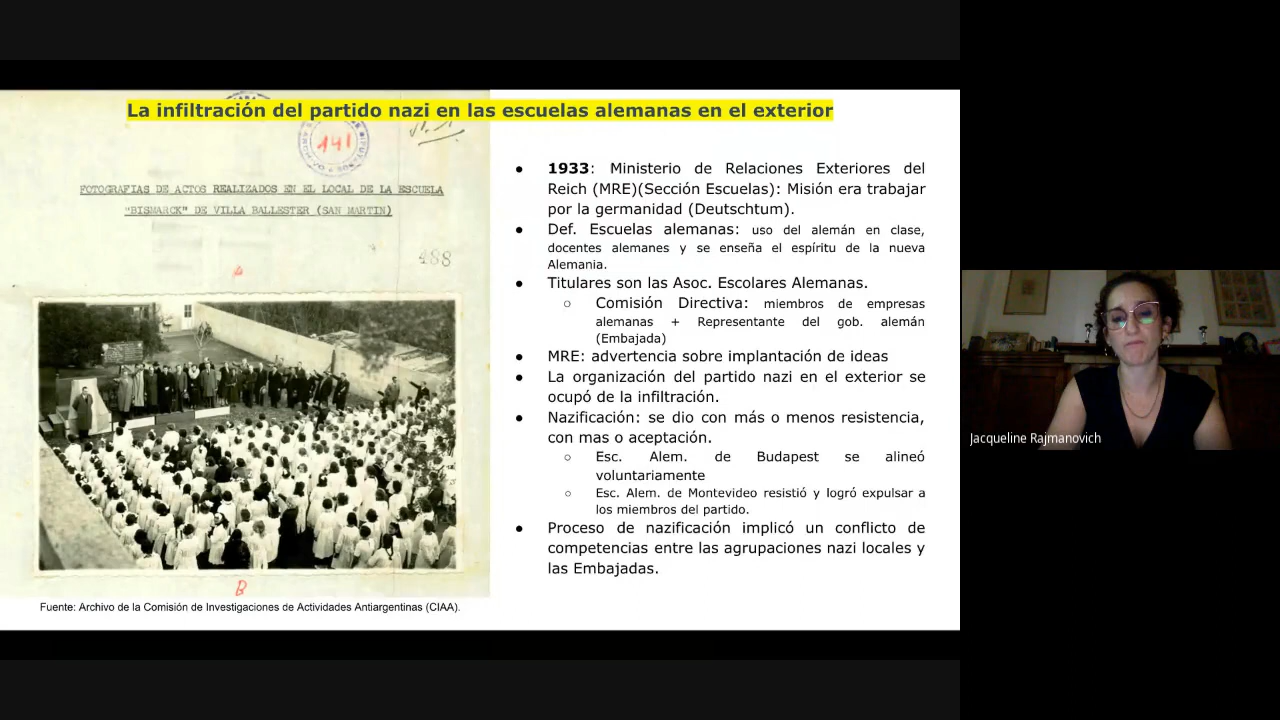 La infiltración del partido nazi en las escuelas alemanas en el exterior
141
FOTOGRAFIAS DE ACTOS REALIZADOS EN EL LOCAL DE LA ESCUELA
"BISMARCK" DE VILLA BALLESTER (SAN MARTIN)
488
A
B
Fuente: Archivo de la Comisión de Investigaciones de Actividades Antiargentinas (CIAA).
● 1933: Ministerio de Relaciones Exteriores del
Reich (MRE)(Sección Escuelas): Misión era trabajar
por la germanidad (Deutschtum).
● Def. Escuelas alemanas: uso del alemán en clase,
docentes alemanes y se enseña el espíritu de la nueva
Alemania.
● Titulares son las Asoc. Escolares Alemanas.
○ Comisión Directiva: miembros de empresas
alemanas + Representante del gob. alemán
(Embajada)
● MRE: advertencia sobre implantación de ideas
● La organización del partido nazi en el exterior se
ocupó de la infiltración.
● Nazificación: se dio con más o menos resistencia,
con mas o aceptación.
○ Esc. Alem. de Budapest se alineó
voluntariamente
○ Esc. Alem. de Montevideo resistió y logró expulsar a
los miembros del partido.
● Proceso de nazificación implicó un conflicto de
competencias entre las agrupaciones nazi locales y
las Embajadas.
Jacqueline Rajmanovich